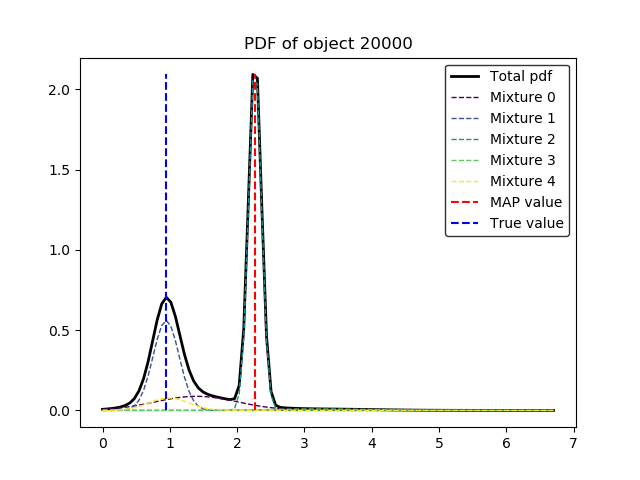 PDF of object 20000
2.0
1.5
1.0
0.5
0.0
0 1 2 3 4 5 6 7
Total pdf
Mixture 0
Mixture 1
Mixture 2
Mixture 3
Mixture 4
MAP value
True value